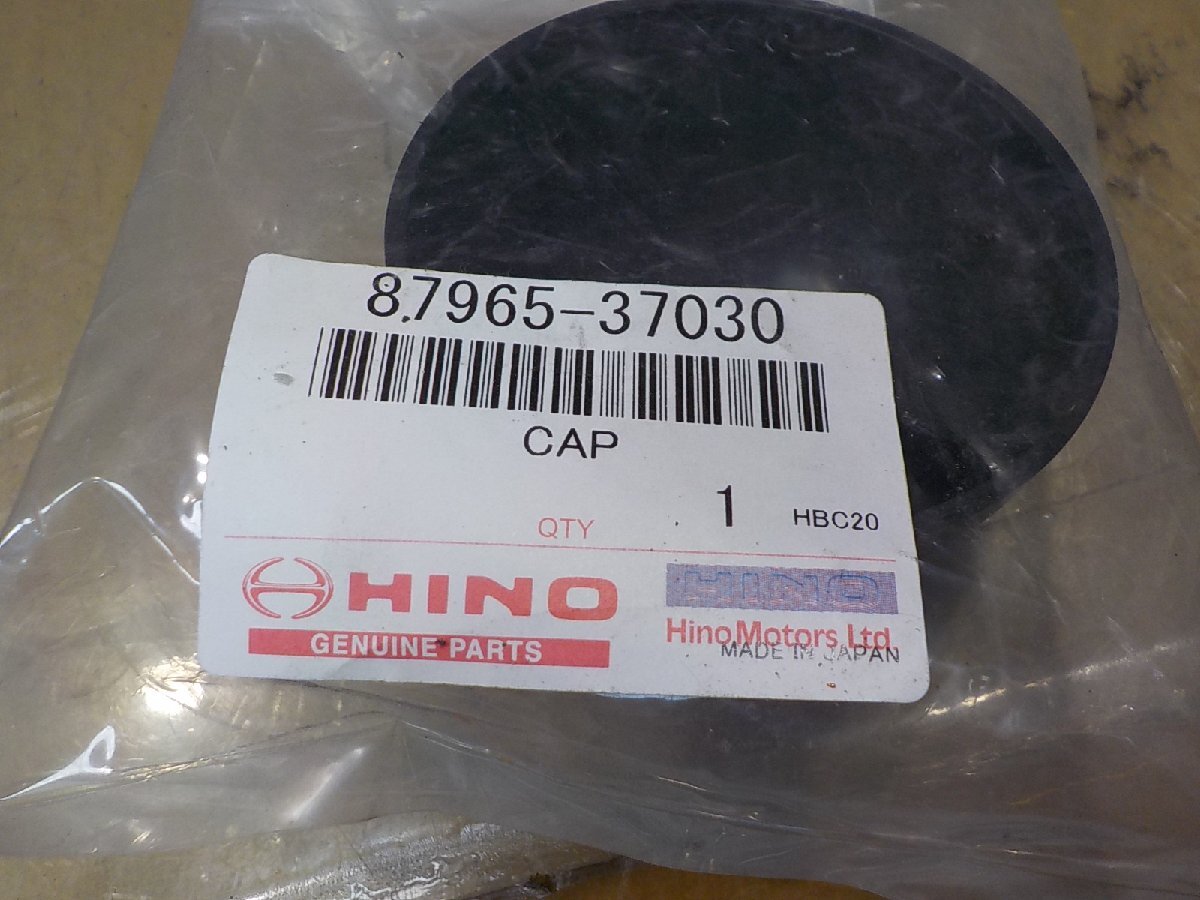 87965-37030
CAP
QTY 1 HBC20
HINO
GENUINE PARTS
HINO
HinoMotors,Ltd.
MADE IN JAPAN